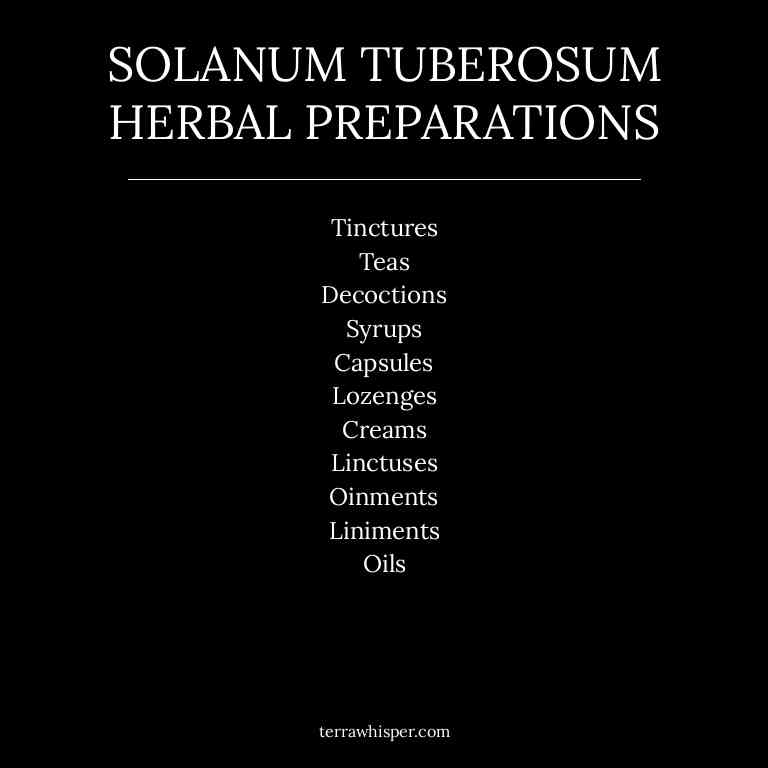 SOLANUM TUBEROSUM
HERBAL PREPARATIONS
Tinctures
Teas
Decoctions
Syrups
Capsules
Lozenges
Creams
Linctuses
Oinments
Liniments
Oils
terrawhisper.com